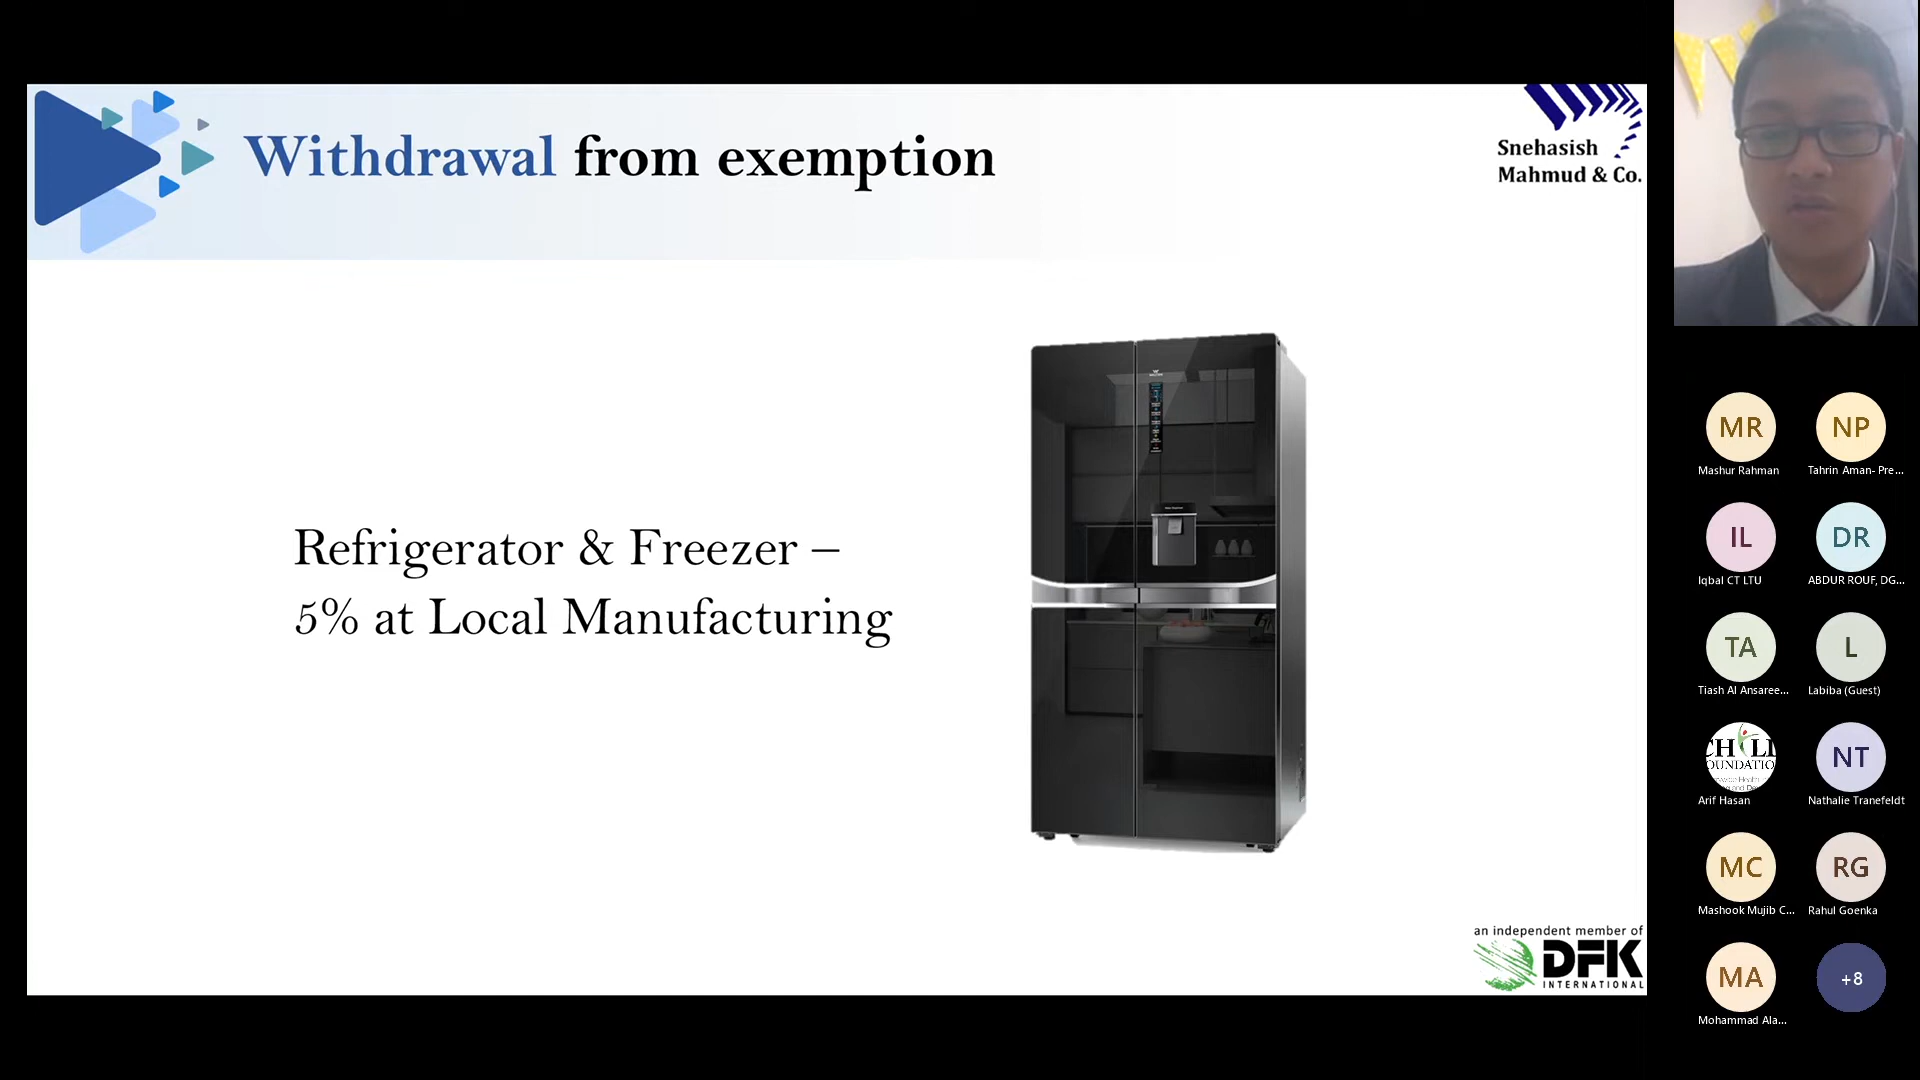 Withdrawal from exemption
Snehasish
Mahmud & Co.
Refrigerator & Freezer –
5% at Local Manufacturing
an independent member of
DFK
INTERNATIONAL
MR
Mashur Rahman
NP
Tahrin Aman- Pre...
IL
Iqbal CT LTU
DR
ABDUR ROUF, DG...
TA
Tiash Al Ansaree...
L
Labiba (Guest)
Arif Hasan
NT
Nathalie Tranefeldt
MC
Mashook Mujib C...
RG
Rahul Goenka
MA
Mohammad Ala...
+8